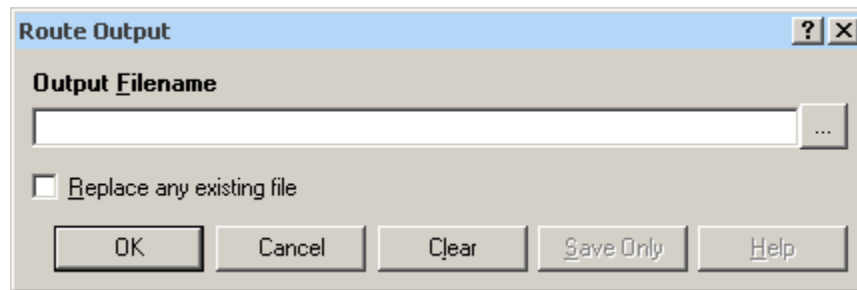 Route Output
Output Filename
...
Replace any existing file
OK Cancel Clear Save Only Help